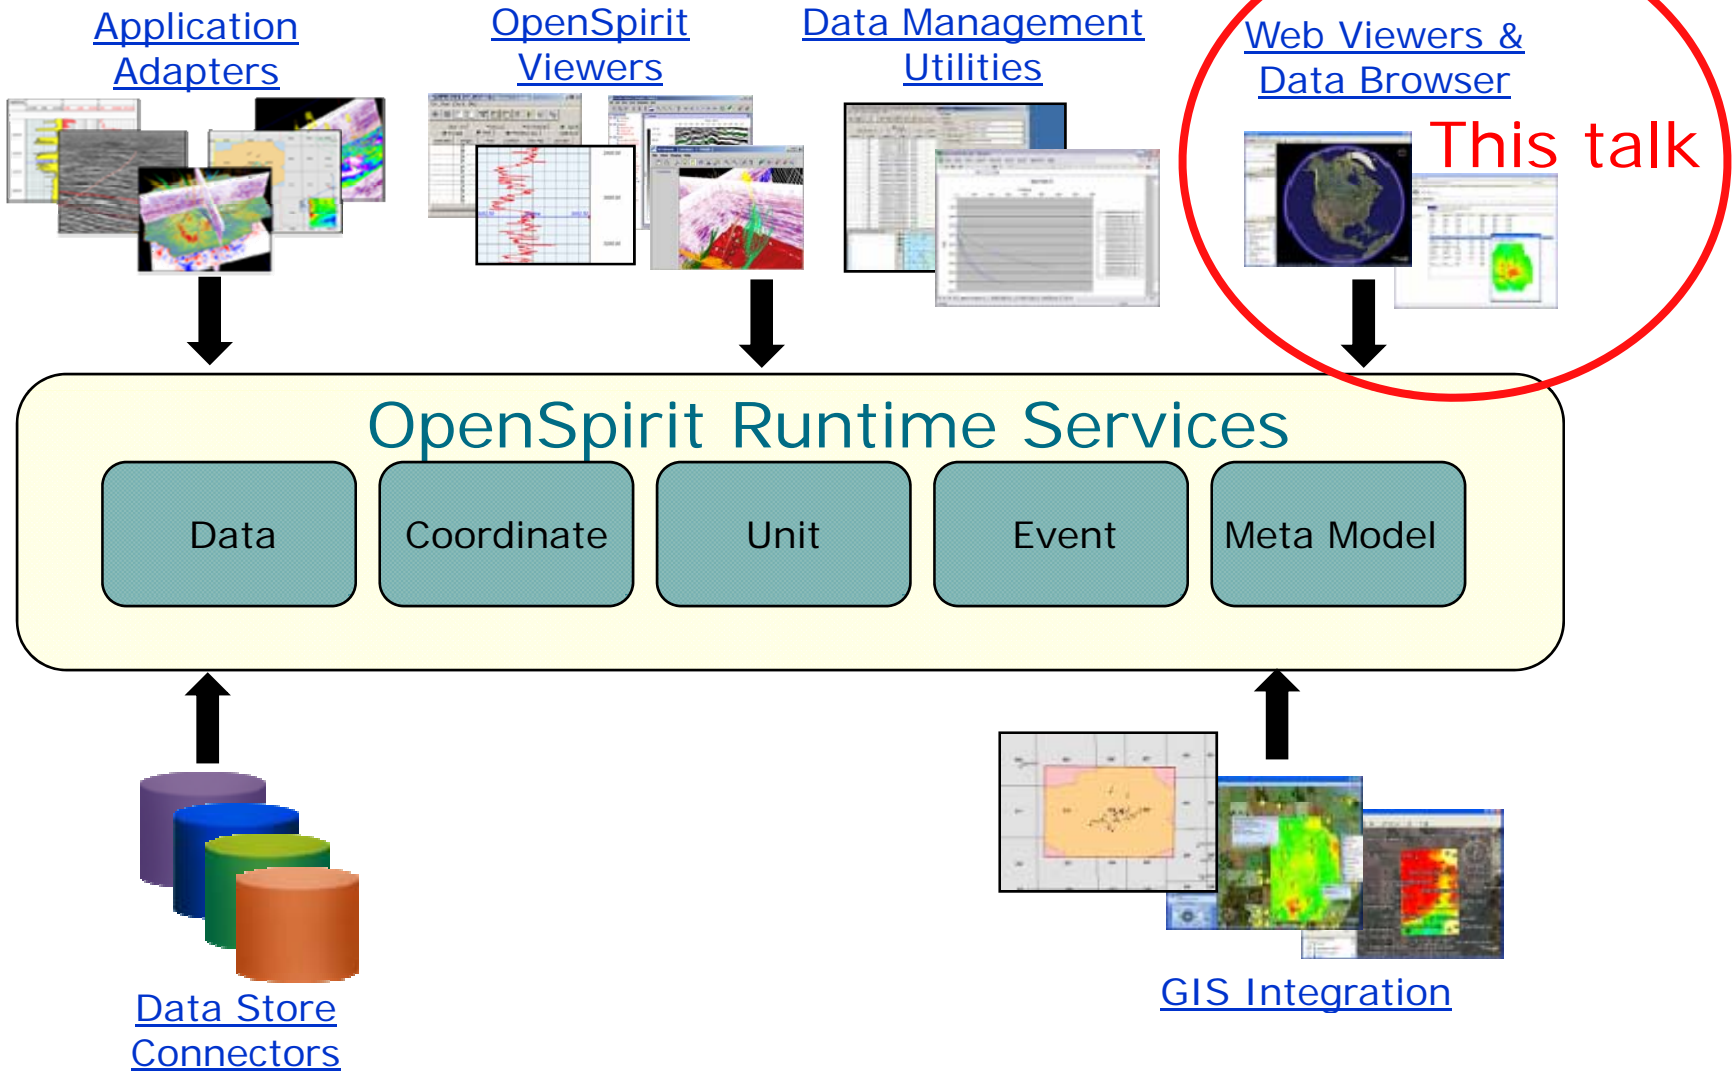 Application
Adapters
OpenSpirit
Viewers
Data Management
Utilities
Web Viewers &
Data Browser
This talk
OpenSpirit Runtime Services
Data
Coordinate
Unit
Event
Meta Model
Data Store
Connectors
GIS Integration